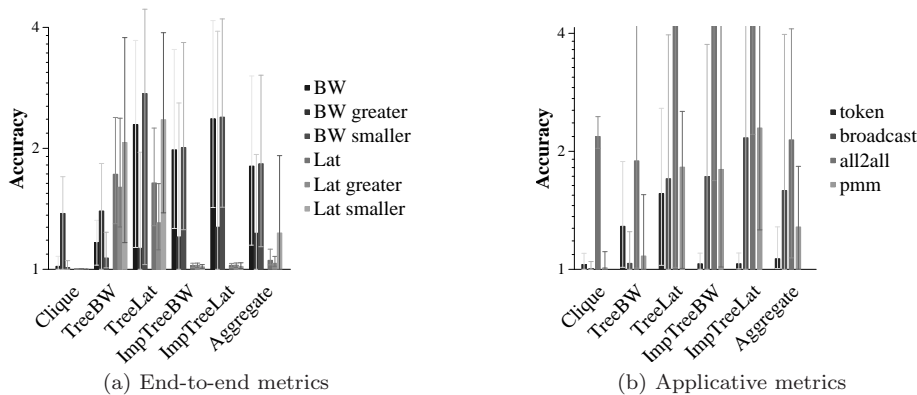 4
2
1
Accuracy
Clique
TreeBW
TreeLat
ImpTreeBW
ImpTreeLat
Aggregate
BW
BW greater
BW smaller
Lat
Lat greater
Lat smaller
(a) End-to-end metrics
4
2
1
Accuracy
Clique
TreeBW
TreeLat
ImpTreeBW
ImpTreeLat
Aggregate
token
broadcast
all2all
pmm
(b) Applicative metrics